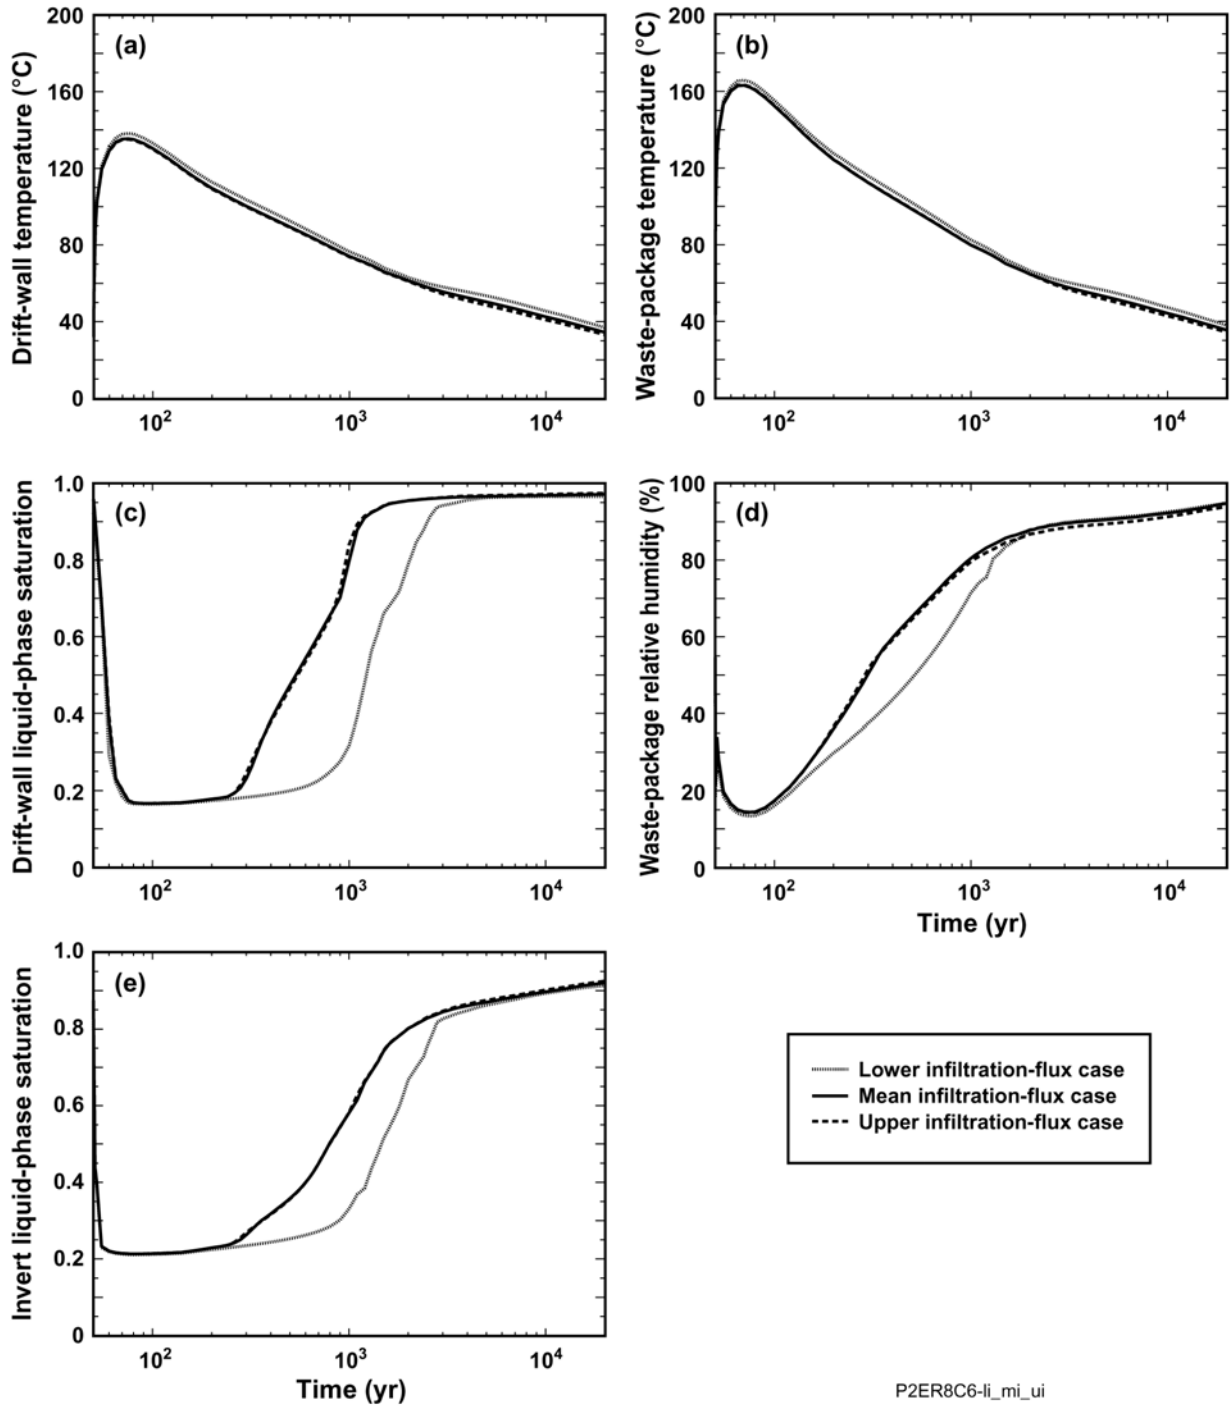 (a)
Drift-wall temperature (°C)
200
160
120
80
40
0
10²
10³
10⁴
(b)
Waste-package temperature (°C)
200
160
120
80
40
0
10²
10³
10⁴
(c)
Drift-wall liquid-phase saturation
1.0
0.8
0.6
0.4
0.2
0
10²
10³
10⁴
(d)
Waste-package relative humidity (%)
100
80
60
40
20
0
10²
10³
10⁴
Time (yr)
(e)
Invert liquid-phase saturation
1.0
0.8
0.6
0.4
0.2
0
10²
10³
10⁴
Time (yr)
Lower infiltration-flux case
Mean infiltration-flux case
Upper infiltration-flux case
P2ER8C6-li_mi_ui